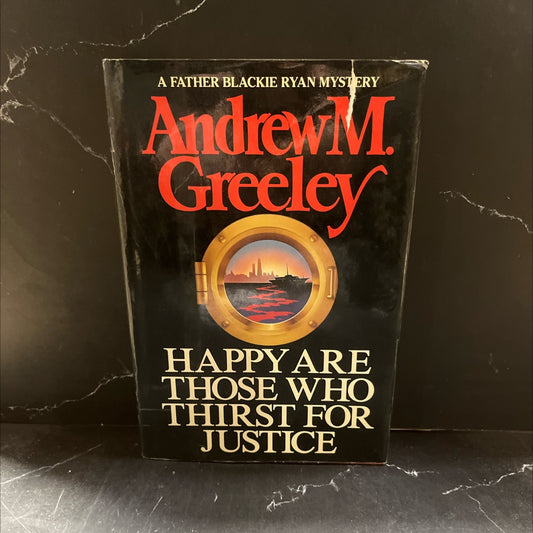 A FATHER BLACKIE RYAN MYSTERY
Andrew M.
Greeley
HAPPY ARE
THOSE WHO
THIRST FOR
JUSTICE